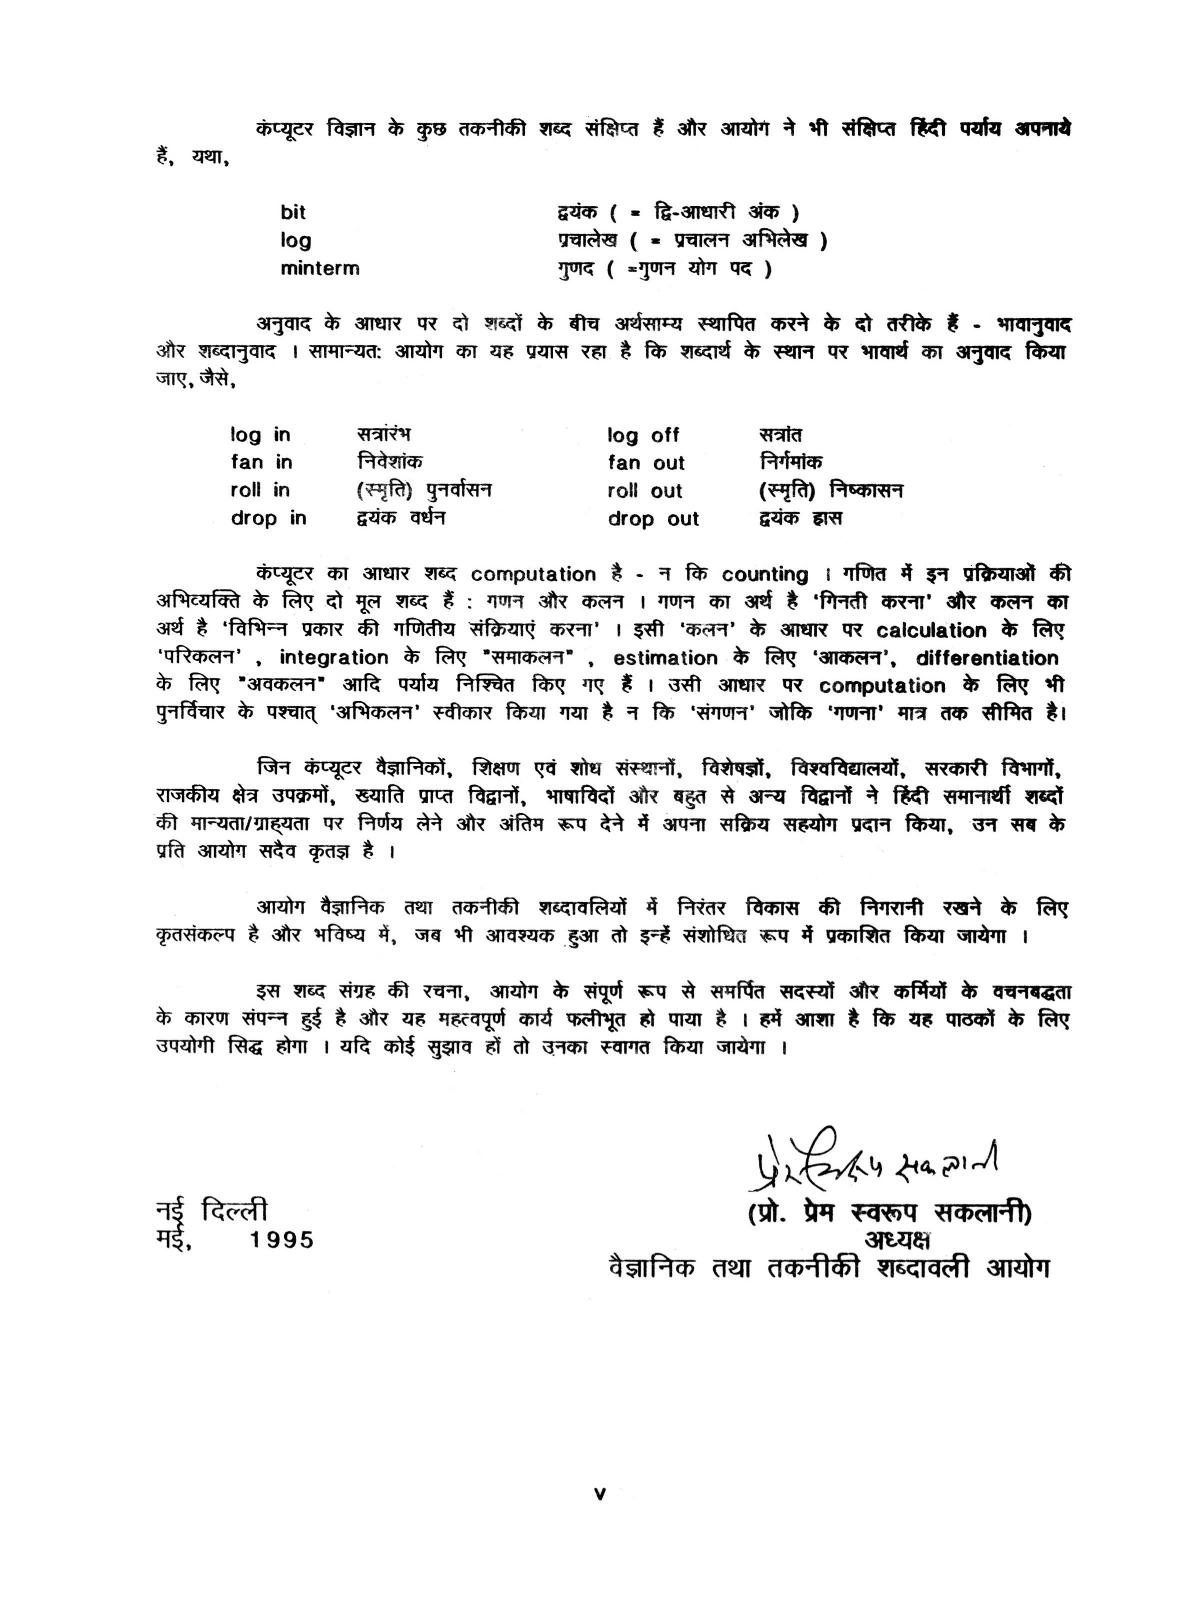 कंप्यूटर विज्ञान के कुछ तकनीकी शब्द संक्षिप्त हैं और आयोग ने भी संक्षिप्त हिंदी पर्याय अपनाये
हैं, यथा,
bit द्वयंक ( = द्वि-आधारी अंक )
log प्रचालेख ( = प्रचालन अभिलेख )
minterm गुणद ( =गुणन योग पद )
अनुवाद के आधार पर दो शब्दों के बीच अर्थसाम्य स्थापित करने के दो तरीके हैं - भावानुवाद
और शब्दानुवाद । सामान्यत: आयोग का यह प्रयास रहा है कि शब्दार्थ के स्थान पर भावार्थ का अनुवाद किया
जाए, जैसे,
log in सत्रांरंभ log off सत्रांत
fan in निवेशांक fan out निर्गमांक
roll in (स्मृति) पुनर्वासन roll out (स्मृति) निष्कासन
drop in द्वयंक वर्धन drop out द्वयंक ह्रास
कंप्यूटर का आधार शब्द computation है - न कि counting । गणित में इन प्रंक्रियाओं की
अभिव्यक्ति के लिए दो मूल शब्द हैं : गणन और कलन । गणन का अर्थ है 'गिनती करना' और कलन का
अर्थ है 'विभिन्न प्रकार की गणितीय संक्रियाएं करना' । इसी 'कलन' के आधार पर calculation के लिए
'परिकलन' , integration के लिए "समाकलन" , estimation के लिए 'आकलन', differentiation
के लिए "अवकलन" आदि पर्याय निश्चित किए गए हैं । उसी आधार पर computation के लिए भी
पुनर्विचार के पश्चात् 'अभिकलन' स्वीकार किया गया है न कि 'संगणन' जोकि 'गणना' मात्र तक सीमित है।
जिन कंप्यूटर वैज्ञानिकों, शिक्षण एवं शोध संस्थानों, विशेषज्ञों, विश्वविद्यालयों, सरकारी विभागों,
राजकीय क्षेत्र उपक्रमों, ख्याति प्राप्त विद्वानों, भाषाविदों और बहुत से अन्य विद्वानों ने हिंदी समानार्थी शब्दों
की मान्यता/ग्राह्यता पर निर्णय लेने और अंतिम रूप देने में अपना सक्रिय सहयोग प्रदान किया, उन सब के
प्रति आयोग सदैव कृतज्ञ है ।
आयोग वैज्ञानिक तथा तकनीकी शब्दावलियों में निरंतर विकास की निगरानी रखने के लिए
कृतसंकल्प है और भविष्य में, जब भी आवश्यक हुआ तो इन्हें संशोधित रूप में प्रकाशित किया जायेगा ।
इस शब्द संग्रह की रचना, आयोग के संपूर्ण रूप से समर्पित सदस्यों और कर्मियों के वचनबद्धता
के कारण संपन्न हुई है और यह महत्वपूर्ण कार्य फलीभूत हो पाया है । हमें आशा है कि यह पाठकों के लिए
उपयोगी सिद्ध होगा । यदि कोई सुझाव हों तो उनका स्वागत किया जायेगा ।
प्रेम स्वरूप सकलानी
नई दिल्ली (प्रो. प्रेम स्वरूप सकलानी)
मई, 1995 अध्यक्ष
वैज्ञानिक तथा तकनीकी शब्दावली आयोग
v